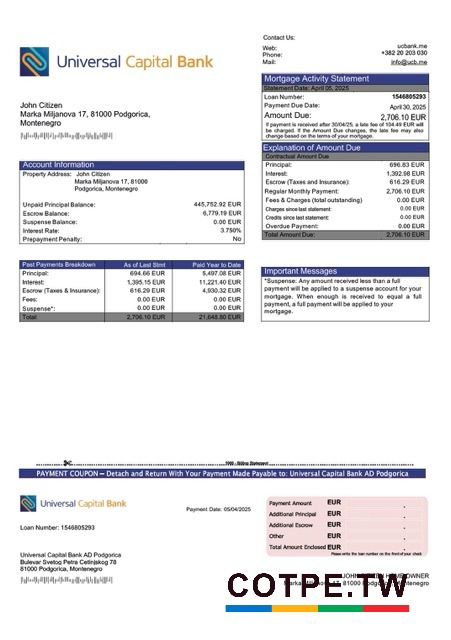 Contact Us:
Web: ucbank.me
Phone: +382 20 203 030
Mail: info@ucb.me
Universal Capital Bank
Mortgage Activity Statement
Statement Date: April 05, 2025
Loan Number: 1546805293
Payment Due Date: April 30, 2025
Amount Due: 2,706.10 EUR
If payment is received after 30/04/25, a late fee of 104.49 EUR will
be charged. If the Amount Due changes, the late fee may also
change based on the terms of your mortgage.
John Citizen
Marka Miljanova 17, 81000 Podgorica,
Montenegro
Explanation of Amount Due
Contractual Amount Due
Principal: 696.83 EUR
Interest: 1,392.98 EUR
Escrow (Taxes and Insurance): 616.29 EUR
Regular Monthly Payment: 2,706.10 EUR
Fees & Charges (total outstanding) 0.00 EUR
Charges since last statement: 0.00 EUR
Credits since last statement: 0.00 EUR
Overdue Payment: 0.00 EUR
Total Amount Due: 2,706.10 EUR
Account Information
Property Address: John Citizen
Marka Miljanova 17, 81000
Podgorica, Montenegro
Unpaid Principal Balance: 445,752.92 EUR
Escrow Balance: 6,779.19 EUR
Suspense Balance: 0.00 EUR
Interest Rate: 3.750%
Prepayment Penalty: No
Past Payments Breakdown As of Last Stmt Paid Year to Date
Principal: 694.66 EUR 5,497.08 EUR
Interest: 1,395.15 EUR 11,221.40 EUR
Escrow (Taxes & Insurance): 616.29 EUR 4,930.32 EUR
Fees: 0.00 EUR 0.00 EUR
Suspense*: 0.00 EUR 0.00 EUR
Total: 2,706.10 EUR 21,648.80 EUR
Important Messages
*Suspense: Any amount received less than a full
payment will be applied to a suspense account for your
mortgage. When enough is received to equal a full
payment, a full payment will be applied to your
mortgage.
PAYMENT COUPON – Detach and Return With Your Payment Made Payable to: Universal Capital Bank AD Podgorica
Universal Capital Bank
Payment Date: 05/04/2025
Loan Number: 1546805293
Payment Amount EUR .
Additional Principal EUR .
Additional Escrow EUR .
Other EUR .
Total Amount Enclosed EUR .
Please write the loan number on the front of your check
Universal Capital Bank AD Podgorica
Bulevar Svetog Petra Cetinjskog 78
81000 Podgorica, Montenegro
COTPE.TW